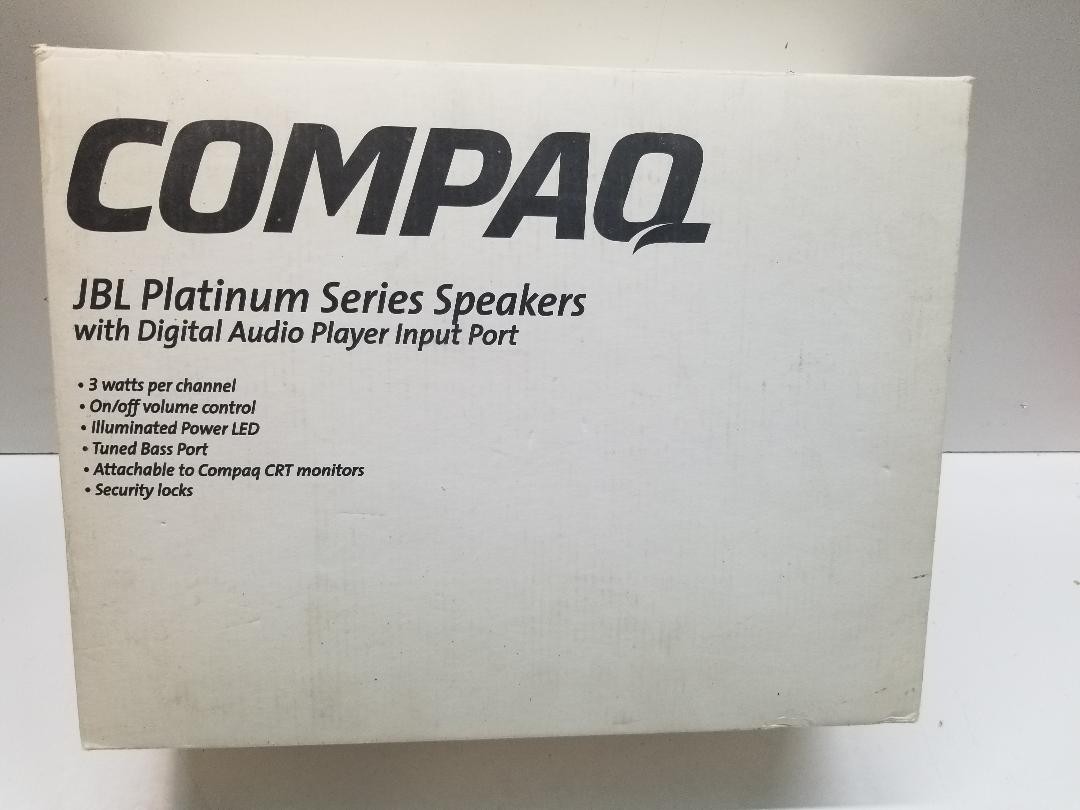 COMPAQ
JBL Platinum Series Speakers
with Digital Audio Player Input Port
• 3 watts per channel
• On/off volume control
• Illuminated Power LED
• Tuned Bass Port
• Attachable to Compaq CRT monitors
• Security locks